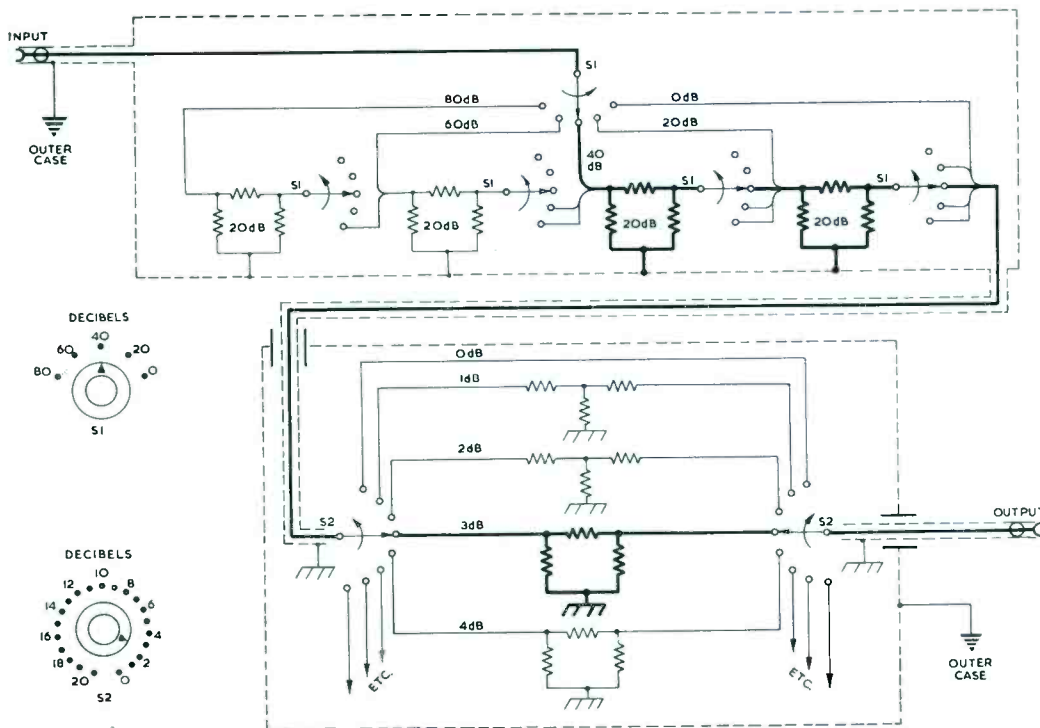 INPUT
OUTER
CASE
S1
80dB
0dB
60dB
20dB
40
dB
S1
S1
S1
S1
20dB
20dB
20dB
20dB
DECIBELS
40
60
20
80
0
S1
0dB
1dB
2dB
S2
3dB
S2
OUTPUT
4dB
ETC.
ETC.
OUTER
CASE
DECIBELS
10
12
8
14
6
16
4
18
2
20
0
S2